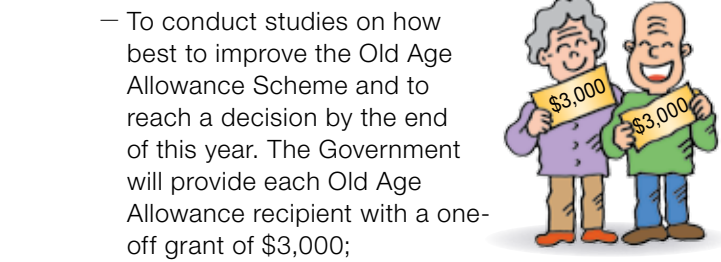 — To conduct studies on how
best to improve the Old Age
Allowance Scheme and to
reach a decision by the end
of this year. The Government
will provide each Old Age
Allowance recipient with a one-
off grant of $3,000;
$3,000
$3,000